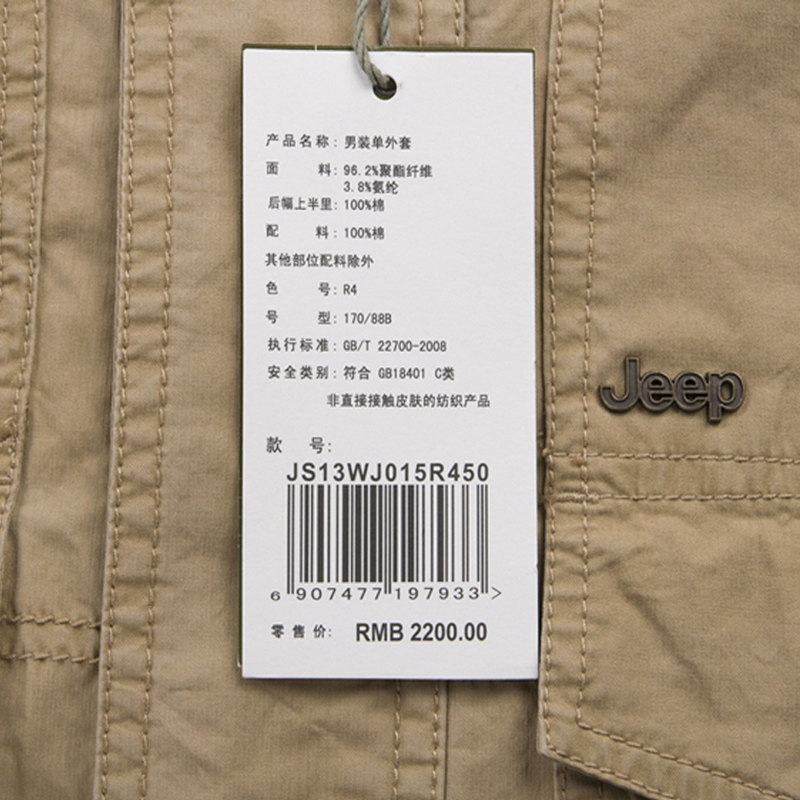 产品名称: 男装单外套
面 料: 96.2%聚酯纤维
3.8%氨纶
后幅上半里: 100%棉
配 料: 100%棉
其他部位配料除外
色 号: R4
号 型: 170/88B
执行标准: GB/T 22700-2008
安全类别: 符合 GB18401 C类
非直接接触皮肤的纺织产品
Jeep
款 号:
JS13WJ015R450
6 907477 197933 >
零售价: RMB 2200.00